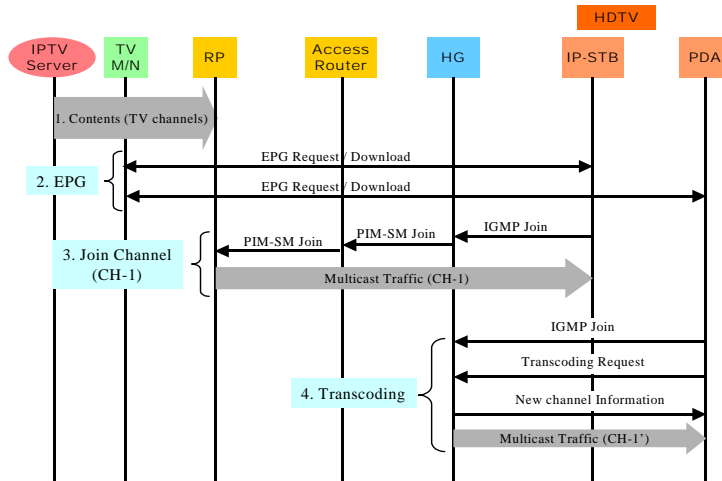 HDTV
IPTV
Server
TV
M/N
RP
Access
Router
HG
IP-STB
PDA
1. Contents (TV channels)
EPG Request / Download
2. EPG
EPG Request / Download
IGMP Join
PIM-SM Join
PIM-SM Join
3. Join Channel
(CH-1)
Multicast Traffic (CH-1)
IGMP Join
Transcoding Request
4. Transcoding
New channel Information
Multicast Traffic (CH-1’)